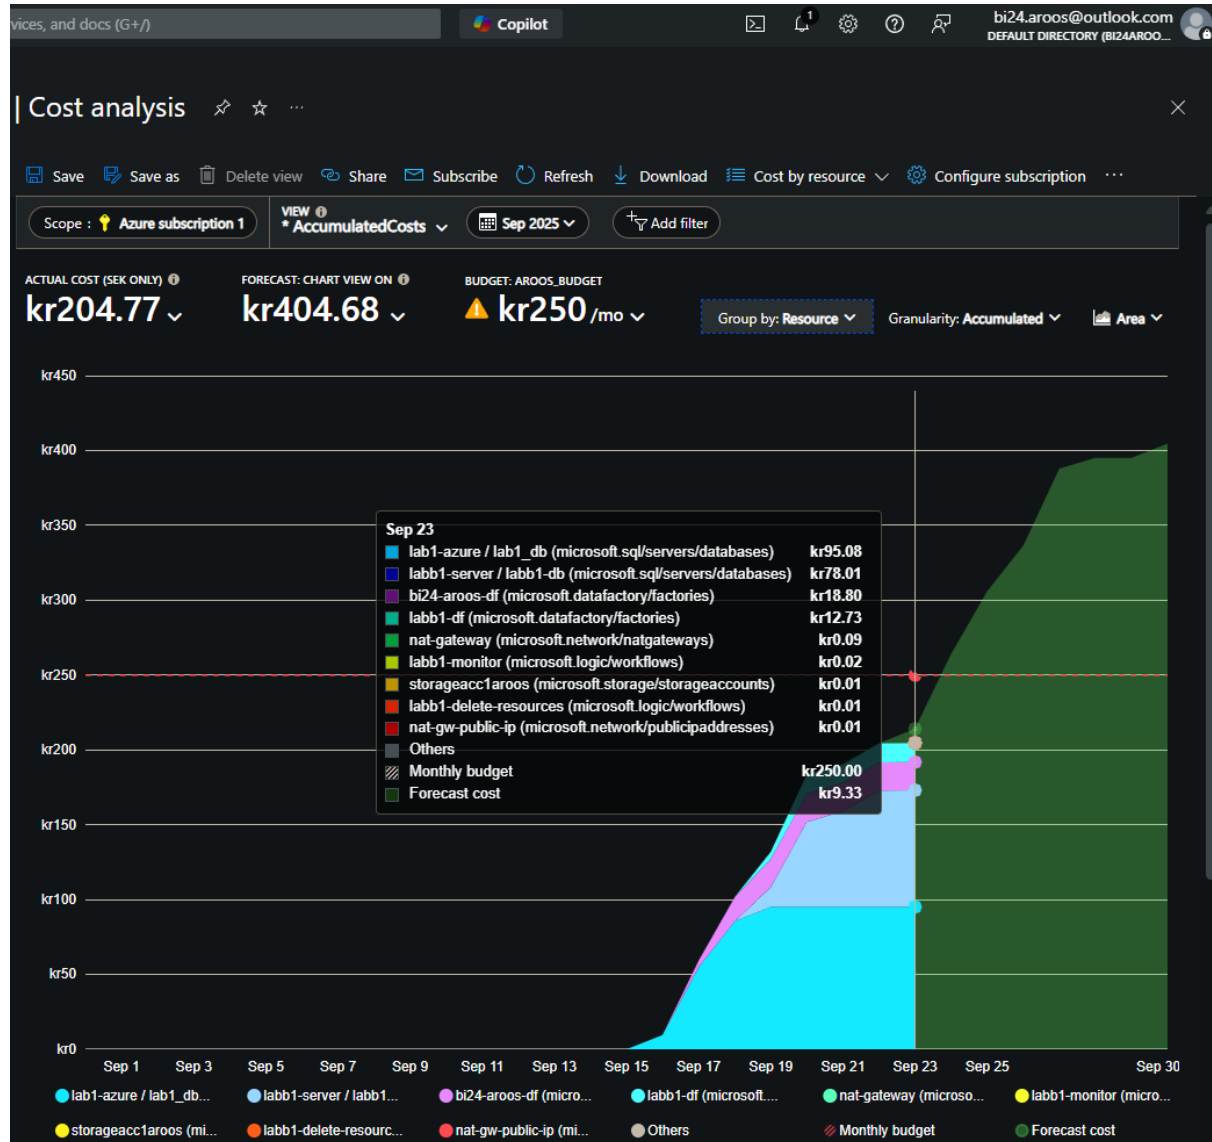 vices, and docs (G+/)
Copilot
1
bi24.aroos@outlook.com
DEFAULT DIRECTORY (BI24AROO...
| Cost analysis
Save Save as Delete view Share Subscribe Refresh Download Cost by resource Configure subscription ...
Scope : Azure subscription 1
VIEW
* AccumulatedCosts
Sep 2025
Add filter
ACTUAL COST (SEK ONLY)
kr204.77
FORECAST: CHART VIEW ON
kr404.68
BUDGET: AROOS_BUDGET
kr250 /mo
Group by: Resource
Granularity: Accumulated
Area
kr450
kr400
kr350
kr300
kr250
kr200
kr150
kr100
kr50
kr0
Sep 23
lab1-azure / lab1_db (microsoft.sql/servers/databases) kr95.08
labb1-server / labb1-db (microsoft.sql/servers/databases) kr78.01
bi24-aroos-df (microsoft.datafactory/factories) kr18.80
labb1-df (microsoft.datafactory/factories) kr12.73
nat-gateway (microsoft.network/natgateways) kr0.09
labb1-monitor (microsoft.logic/workflows) kr0.02
storageacc1aroos (microsoft.storage/storageaccounts) kr0.01
labb1-delete-resources (microsoft.logic/workflows) kr0.01
nat-gw-public-ip (microsoft.network/publicipaddresses) kr0.01
Others
Monthly budget kr250.00
Forecast cost kr9.33
Sep 1 Sep 3 Sep 5 Sep 7 Sep 9 Sep 11 Sep 13 Sep 15 Sep 17 Sep 19 Sep 21 Sep 23 Sep 25 Sep 30
lab1-azure / lab1_db... labb1-server / labb1... bi24-aroos-df (micro... labb1-df (microsoft.... nat-gateway (microso... labb1-monitor (micro...
storageacc1aroos (mi... labb1-delete-resourc... nat-gw-public-ip (mi... Others Monthly budget Forecast cost